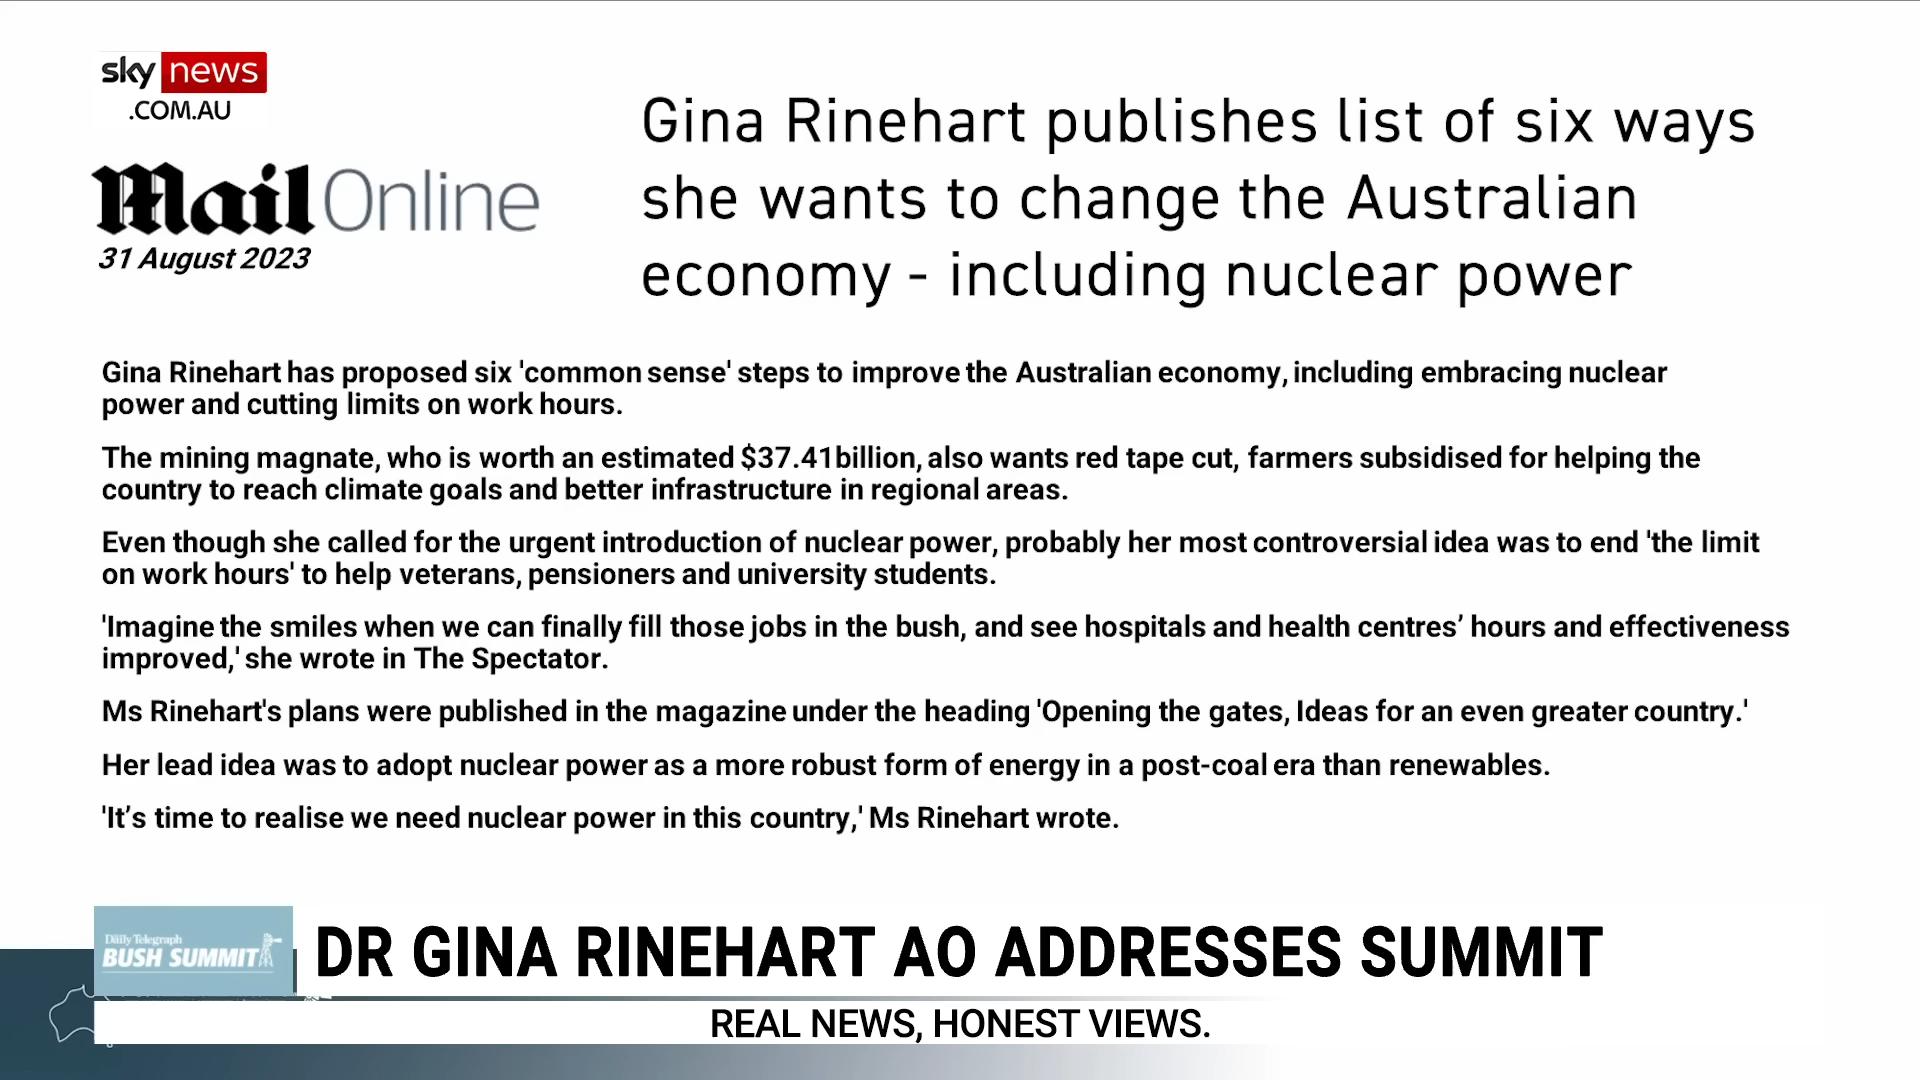 sky news
.COM.AU
Mail Online
31 August 2023
Gina Rinehart publishes list of six ways
she wants to change the Australian
economy - including nuclear power
Gina Rinehart has proposed six 'common sense' steps to improve the Australian economy, including embracing nuclear
power and cutting limits on work hours.
The mining magnate, who is worth an estimated $37.41billion, also wants red tape cut, farmers subsidised for helping the
country to reach climate goals and better infrastructure in regional areas.
Even though she called for the urgent introduction of nuclear power, probably her most controversial idea was to end 'the limit
on work hours' to help veterans, pensioners and university students.
'Imagine the smiles when we can finally fill those jobs in the bush, and see hospitals and health centres’ hours and effectiveness
improved,' she wrote in The Spectator.
Ms Rinehart's plans were published in the magazine under the heading 'Opening the gates, Ideas for an even greater country.'
Her lead idea was to adopt nuclear power as a more robust form of energy in a post-coal era than renewables.
'It’s time to realise we need nuclear power in this country,' Ms Rinehart wrote.
The Daily Telegraph
BUSH SUMMIT
DR GINA RINEHART AO ADDRESSES SUMMIT
REAL NEWS, HONEST VIEWS.